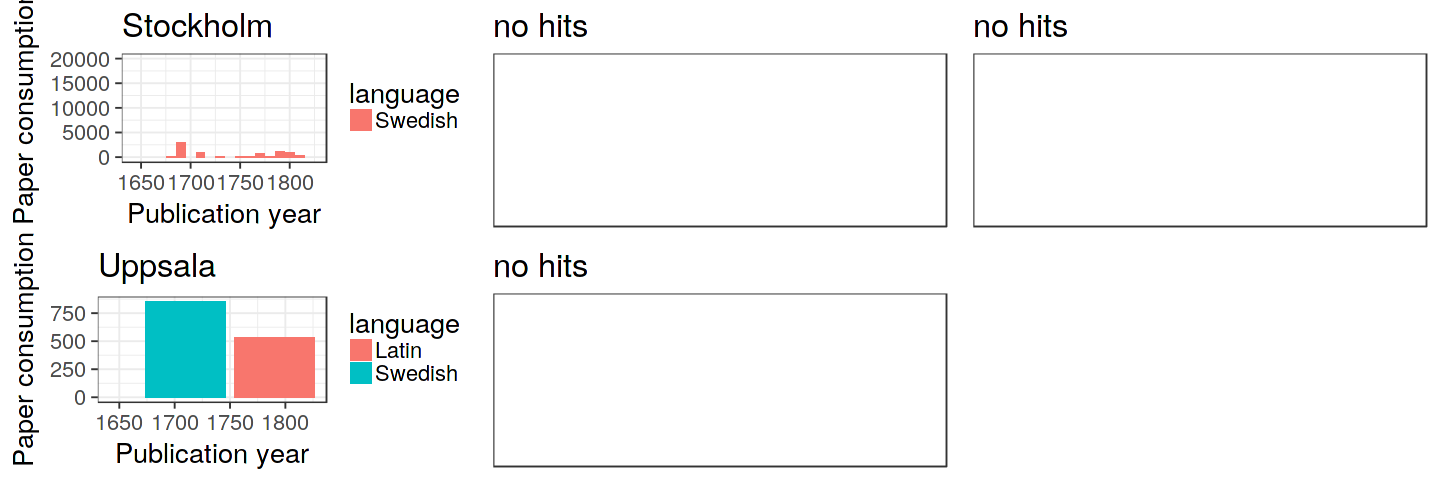 Stockholm
no hits
no hits
Paper consumption
20000
15000
10000
5000
0
language
Swedish
1650 1700 1750 1800
Publication year
Uppsala
no hits
Paper consumption
750
500
250
0
language
Latin
Swedish
1650 1700 1750 1800
Publication year